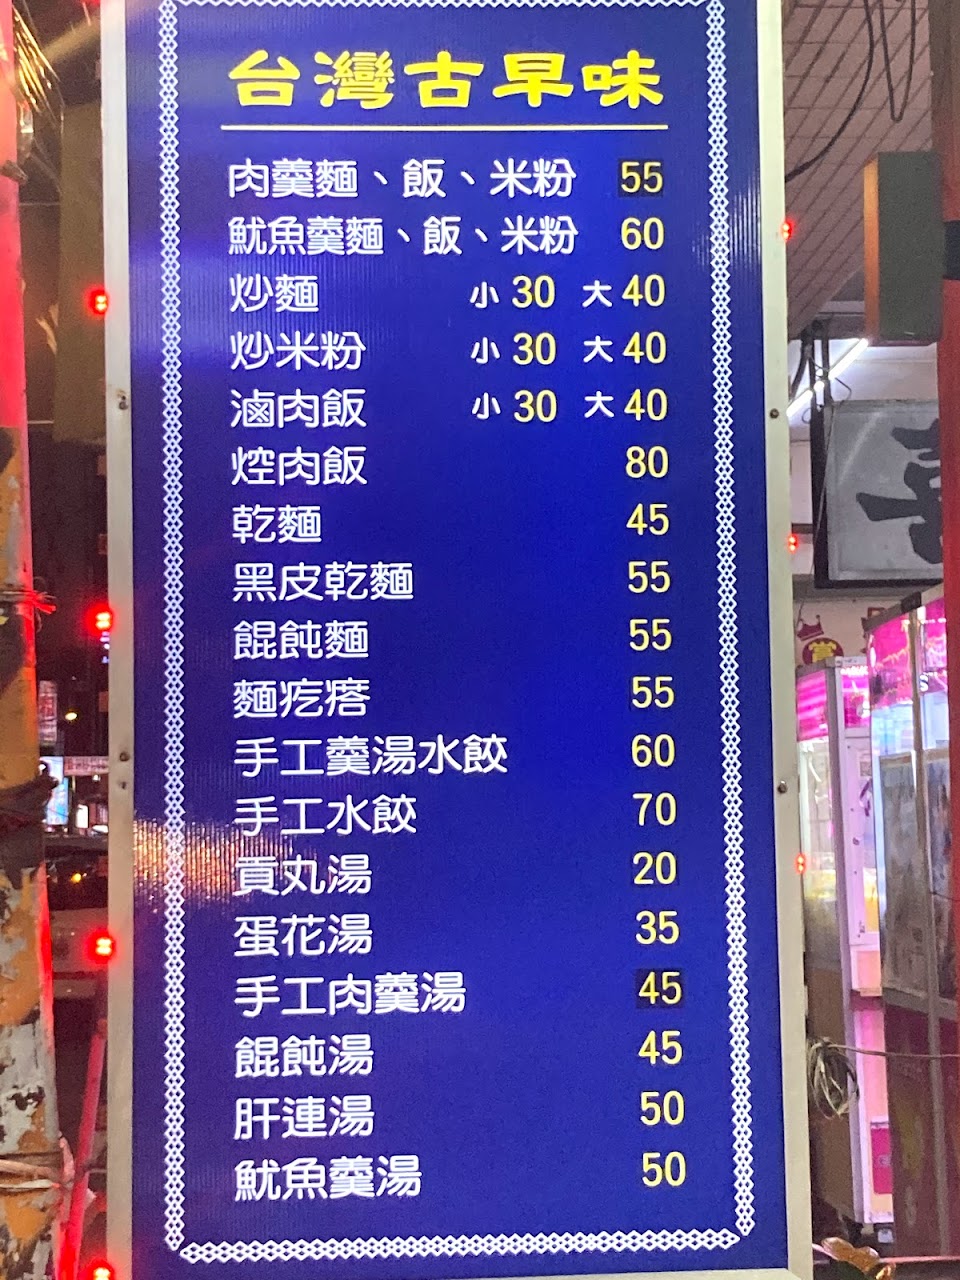 台灣古早味
肉羹麵、飯、米粉 55
魷魚羹麵、飯、米粉 60
炒麵 小 30 大 40
炒米粉 小 30 大 40
滷肉飯 小 30 大 40
焢肉飯 80
乾麵 45
黑皮乾麵 55
餛飩麵 55
麵疙瘩 55
手工羹湯水餃 60
手工水餃 70
貢丸湯 20
蛋花湯 35
手工肉羹湯 45
餛飩湯 45
肝連湯 50
魷魚羹湯 50